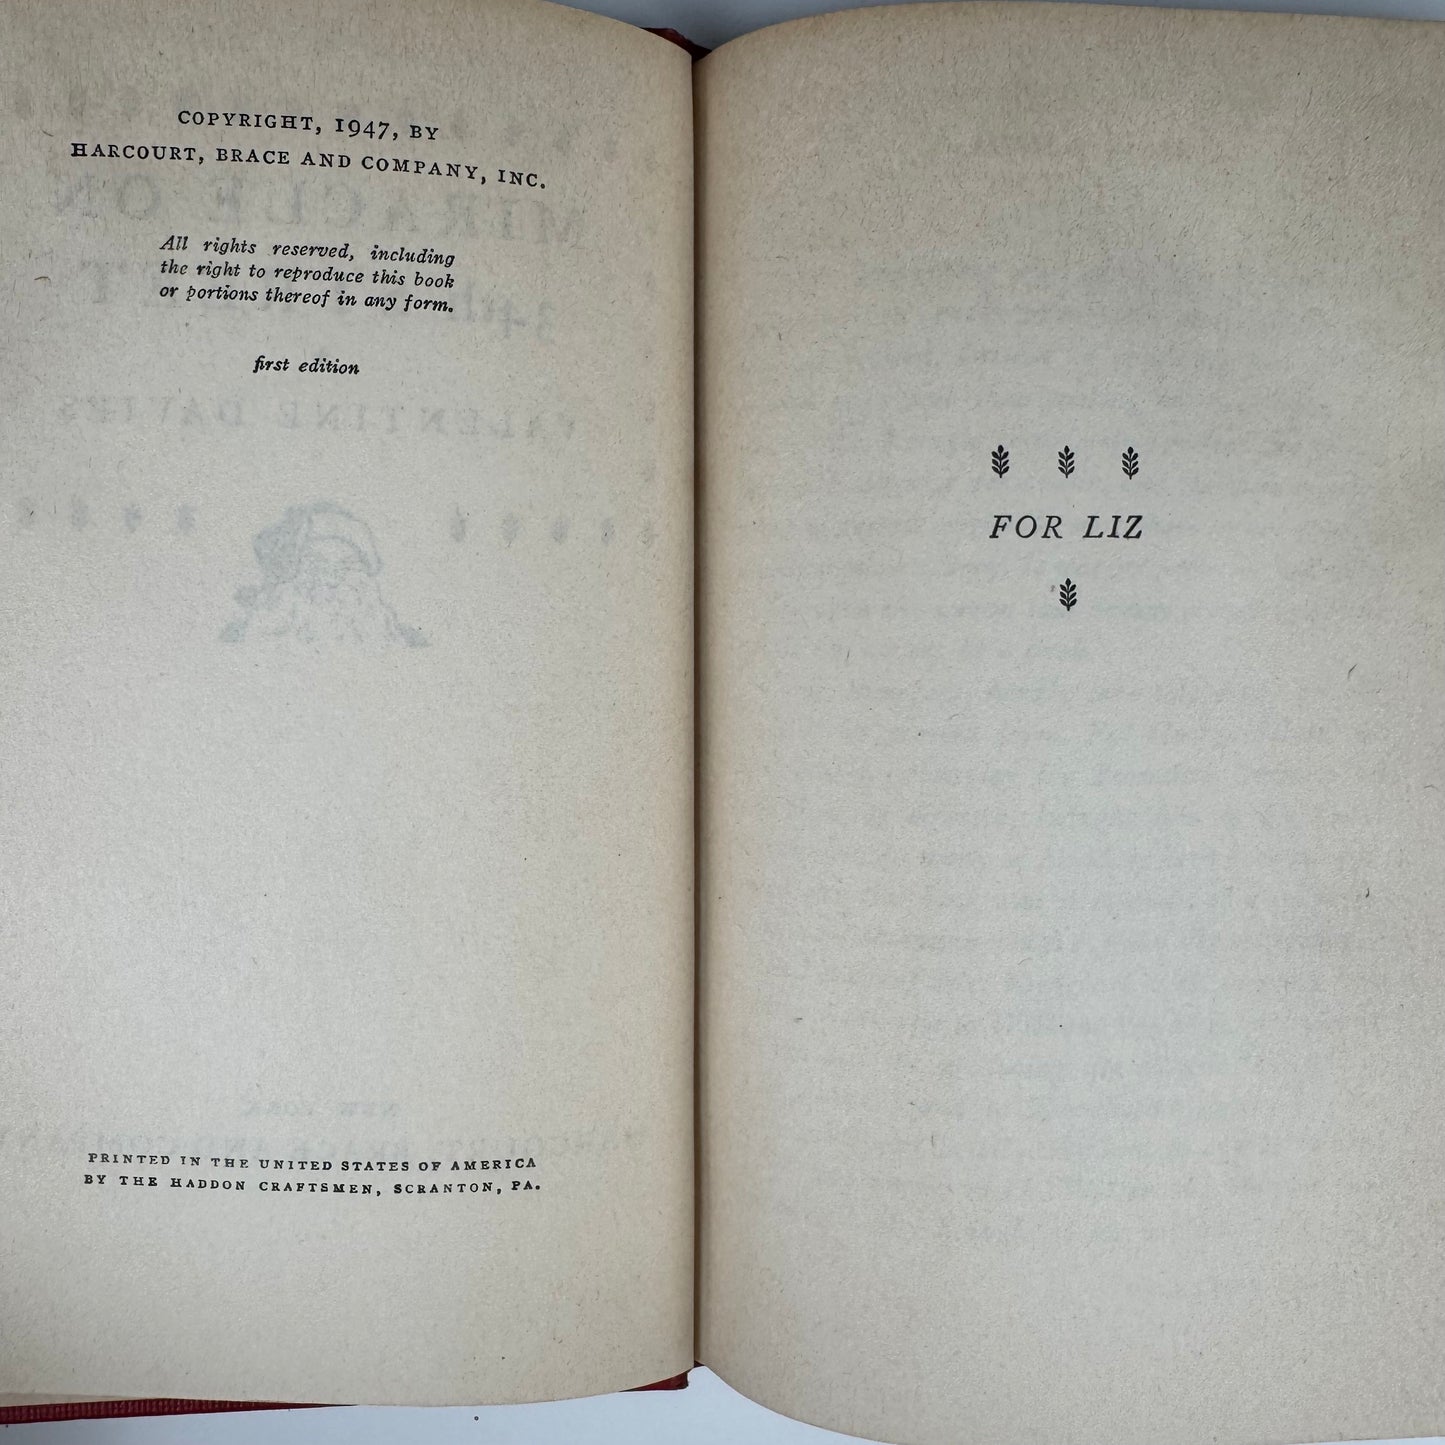 COPYRIGHT, 1947, BY
HARCOURT, BRACE AND COMPANY, INC.
All rights reserved, including
the right to reproduce this book
or portions thereof in any form.
first edition
PRINTED IN THE UNITED STATES OF AMERICA
BY THE HADDON CRAFTSMEN, SCRANTON, PA.
FOR LIZ